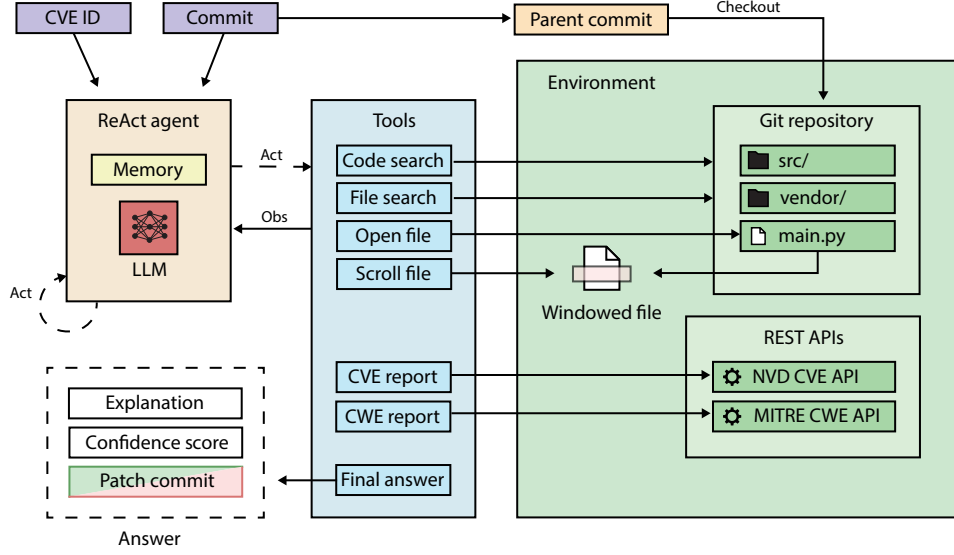 CVE ID
Commit
Parent commit
Checkout
ReAct agent
Memory
LLM
Act
Act
Obs
Tools
Code search
File search
Open file
Scroll file
CVE report
CWE report
Final answer
Environment
Git repository
src/
vendor/
main.py
Windowed file
REST APIs
NVD CVE API
MITRE CWE API
Explanation
Confidence score
Patch commit
Answer